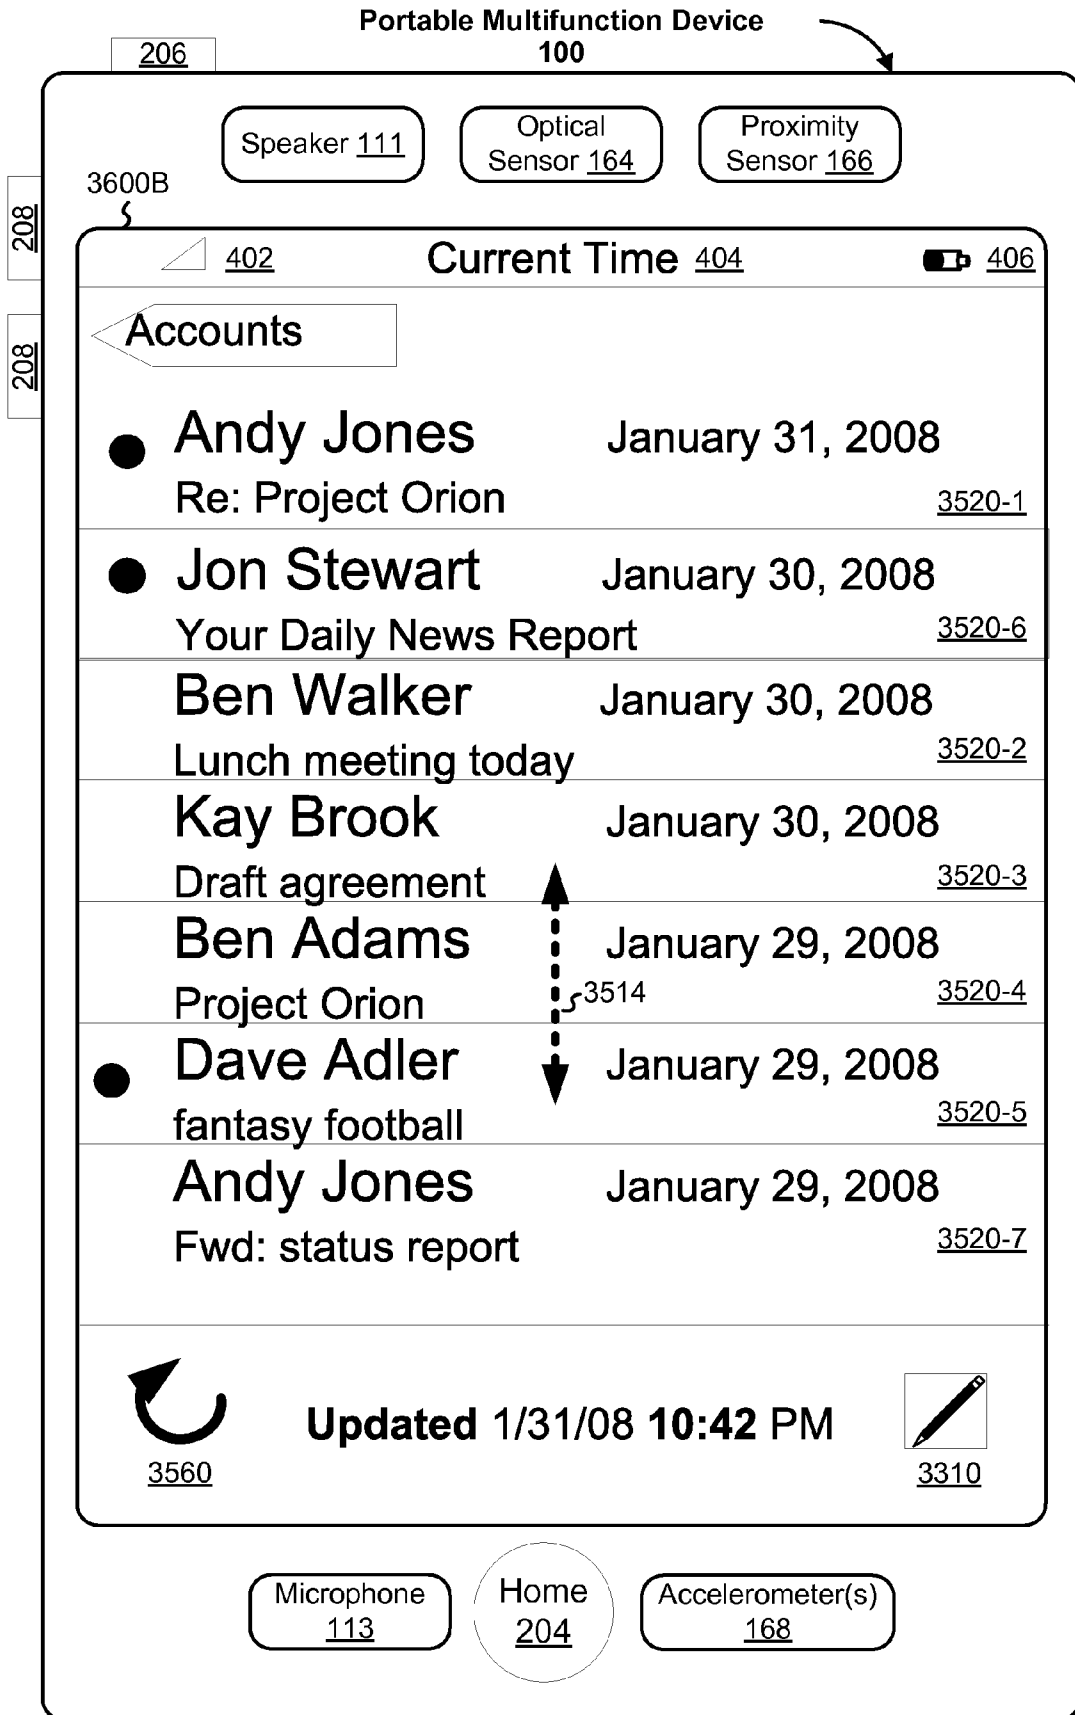 Portable Multifunction Device
100
206
Speaker 111
Optical
Sensor 164
Proximity
Sensor 166
3600B
208
208
402
Current Time 404
406
Accounts
Andy Jones January 31, 2008
Re: Project Orion 3520-1
Jon Stewart January 30, 2008
Your Daily News Report 3520-6
Ben Walker January 30, 2008
Lunch meeting today 3520-2
Kay Brook January 30, 2008
Draft agreement 3520-3
Ben Adams January 29, 2008
Project Orion 3514 3520-4
Dave Adler January 29, 2008
fantasy football 3520-5
Andy Jones January 29, 2008
Fwd: status report 3520-7
Updated 1/31/08 10:42 PM
3560
3310
Microphone
113
Home
204
Accelerometer(s)
168